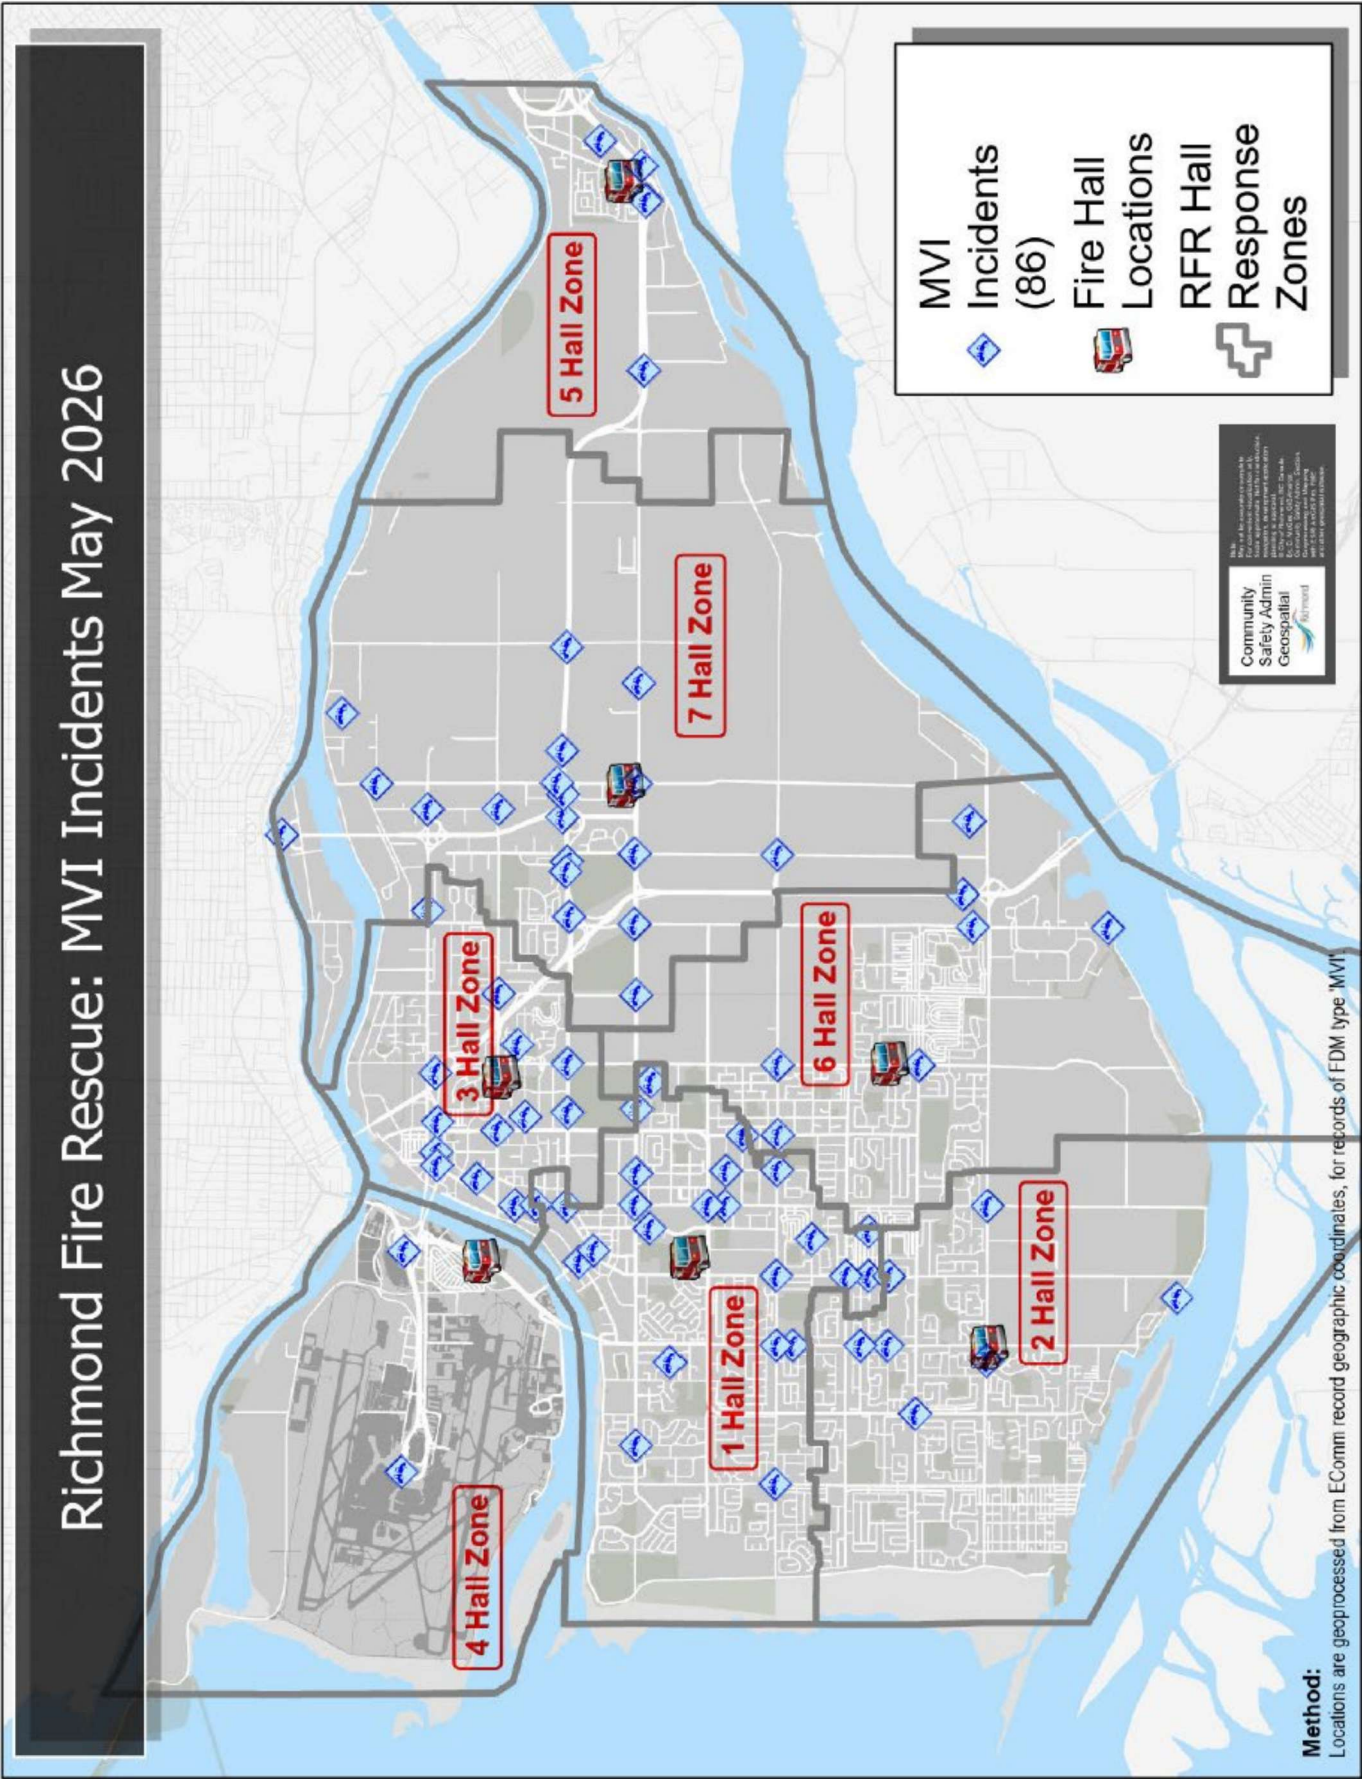 Richmond Fire Rescue: MVI Incidents May 2026
5 Hall Zone
7 Hall Zone
3 Hall Zone
6 Hall Zone
4 Hall Zone
1 Hall Zone
2 Hall Zone
MVI
Incidents
(86)
Fire Hall
Locations
RFR Hall
Response
Zones
Community
Safety Admin
Geospatial
Richmond
Note:
Method:
Locations are geoprocessed from EComm record geographic coordinates, for records of FDM type 'MVI'